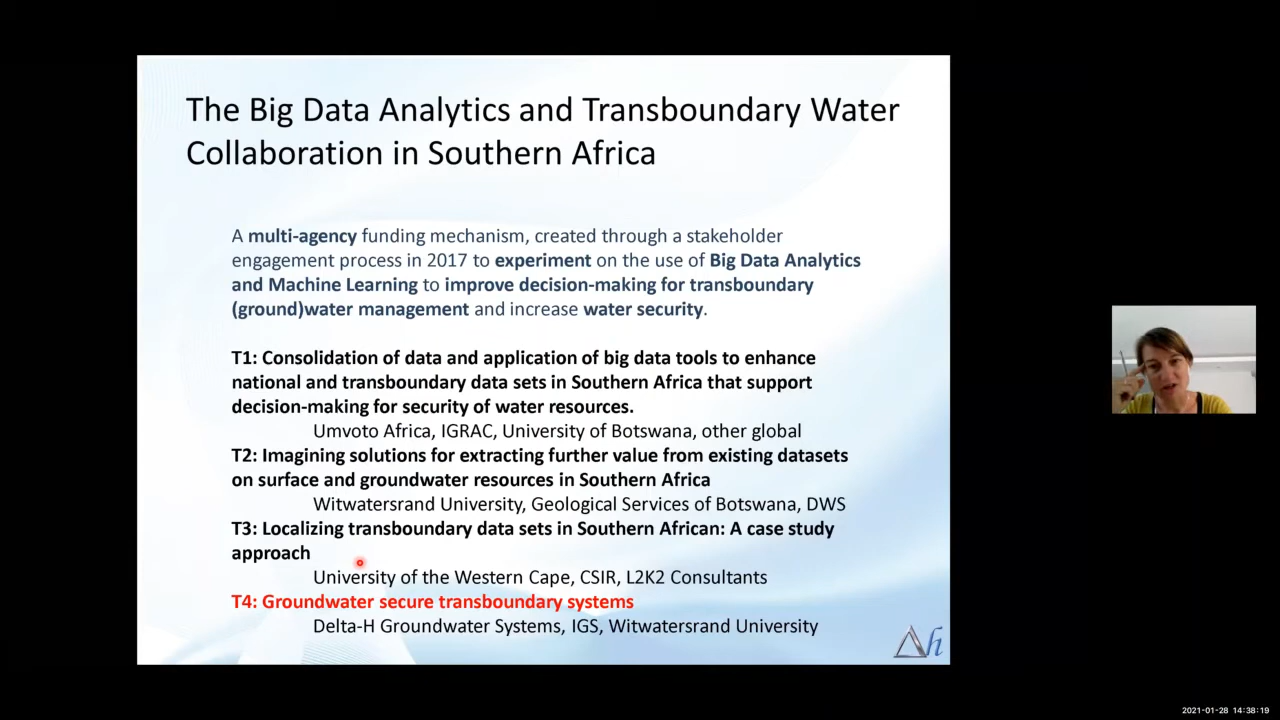 The Big Data Analytics and Transboundary Water
Collaboration in Southern Africa
A multi-agency funding mechanism, created through a stakeholder
engagement process in 2017 to experiment on the use of Big Data Analytics
and Machine Learning to improve decision-making for transboundary
(ground)water management and increase water security.
T1: Consolidation of data and application of big data tools to enhance
national and transboundary data sets in Southern Africa that support
decision-making for security of water resources.
Umvoto Africa, IGRAC, University of Botswana, other global
T2: Imagining solutions for extracting further value from existing datasets
on surface and groundwater resources in Southern Africa
Witwatersrand University, Geological Services of Botswana, DWS
T3: Localizing transboundary data sets in Southern African: A case study
approach
University of the Western Cape, CSIR, L2K2 Consultants
T4: Groundwater secure transboundary systems
Delta-H Groundwater Systems, IGS, Witwatersrand University
Δh
2021-01-28 14:38:19